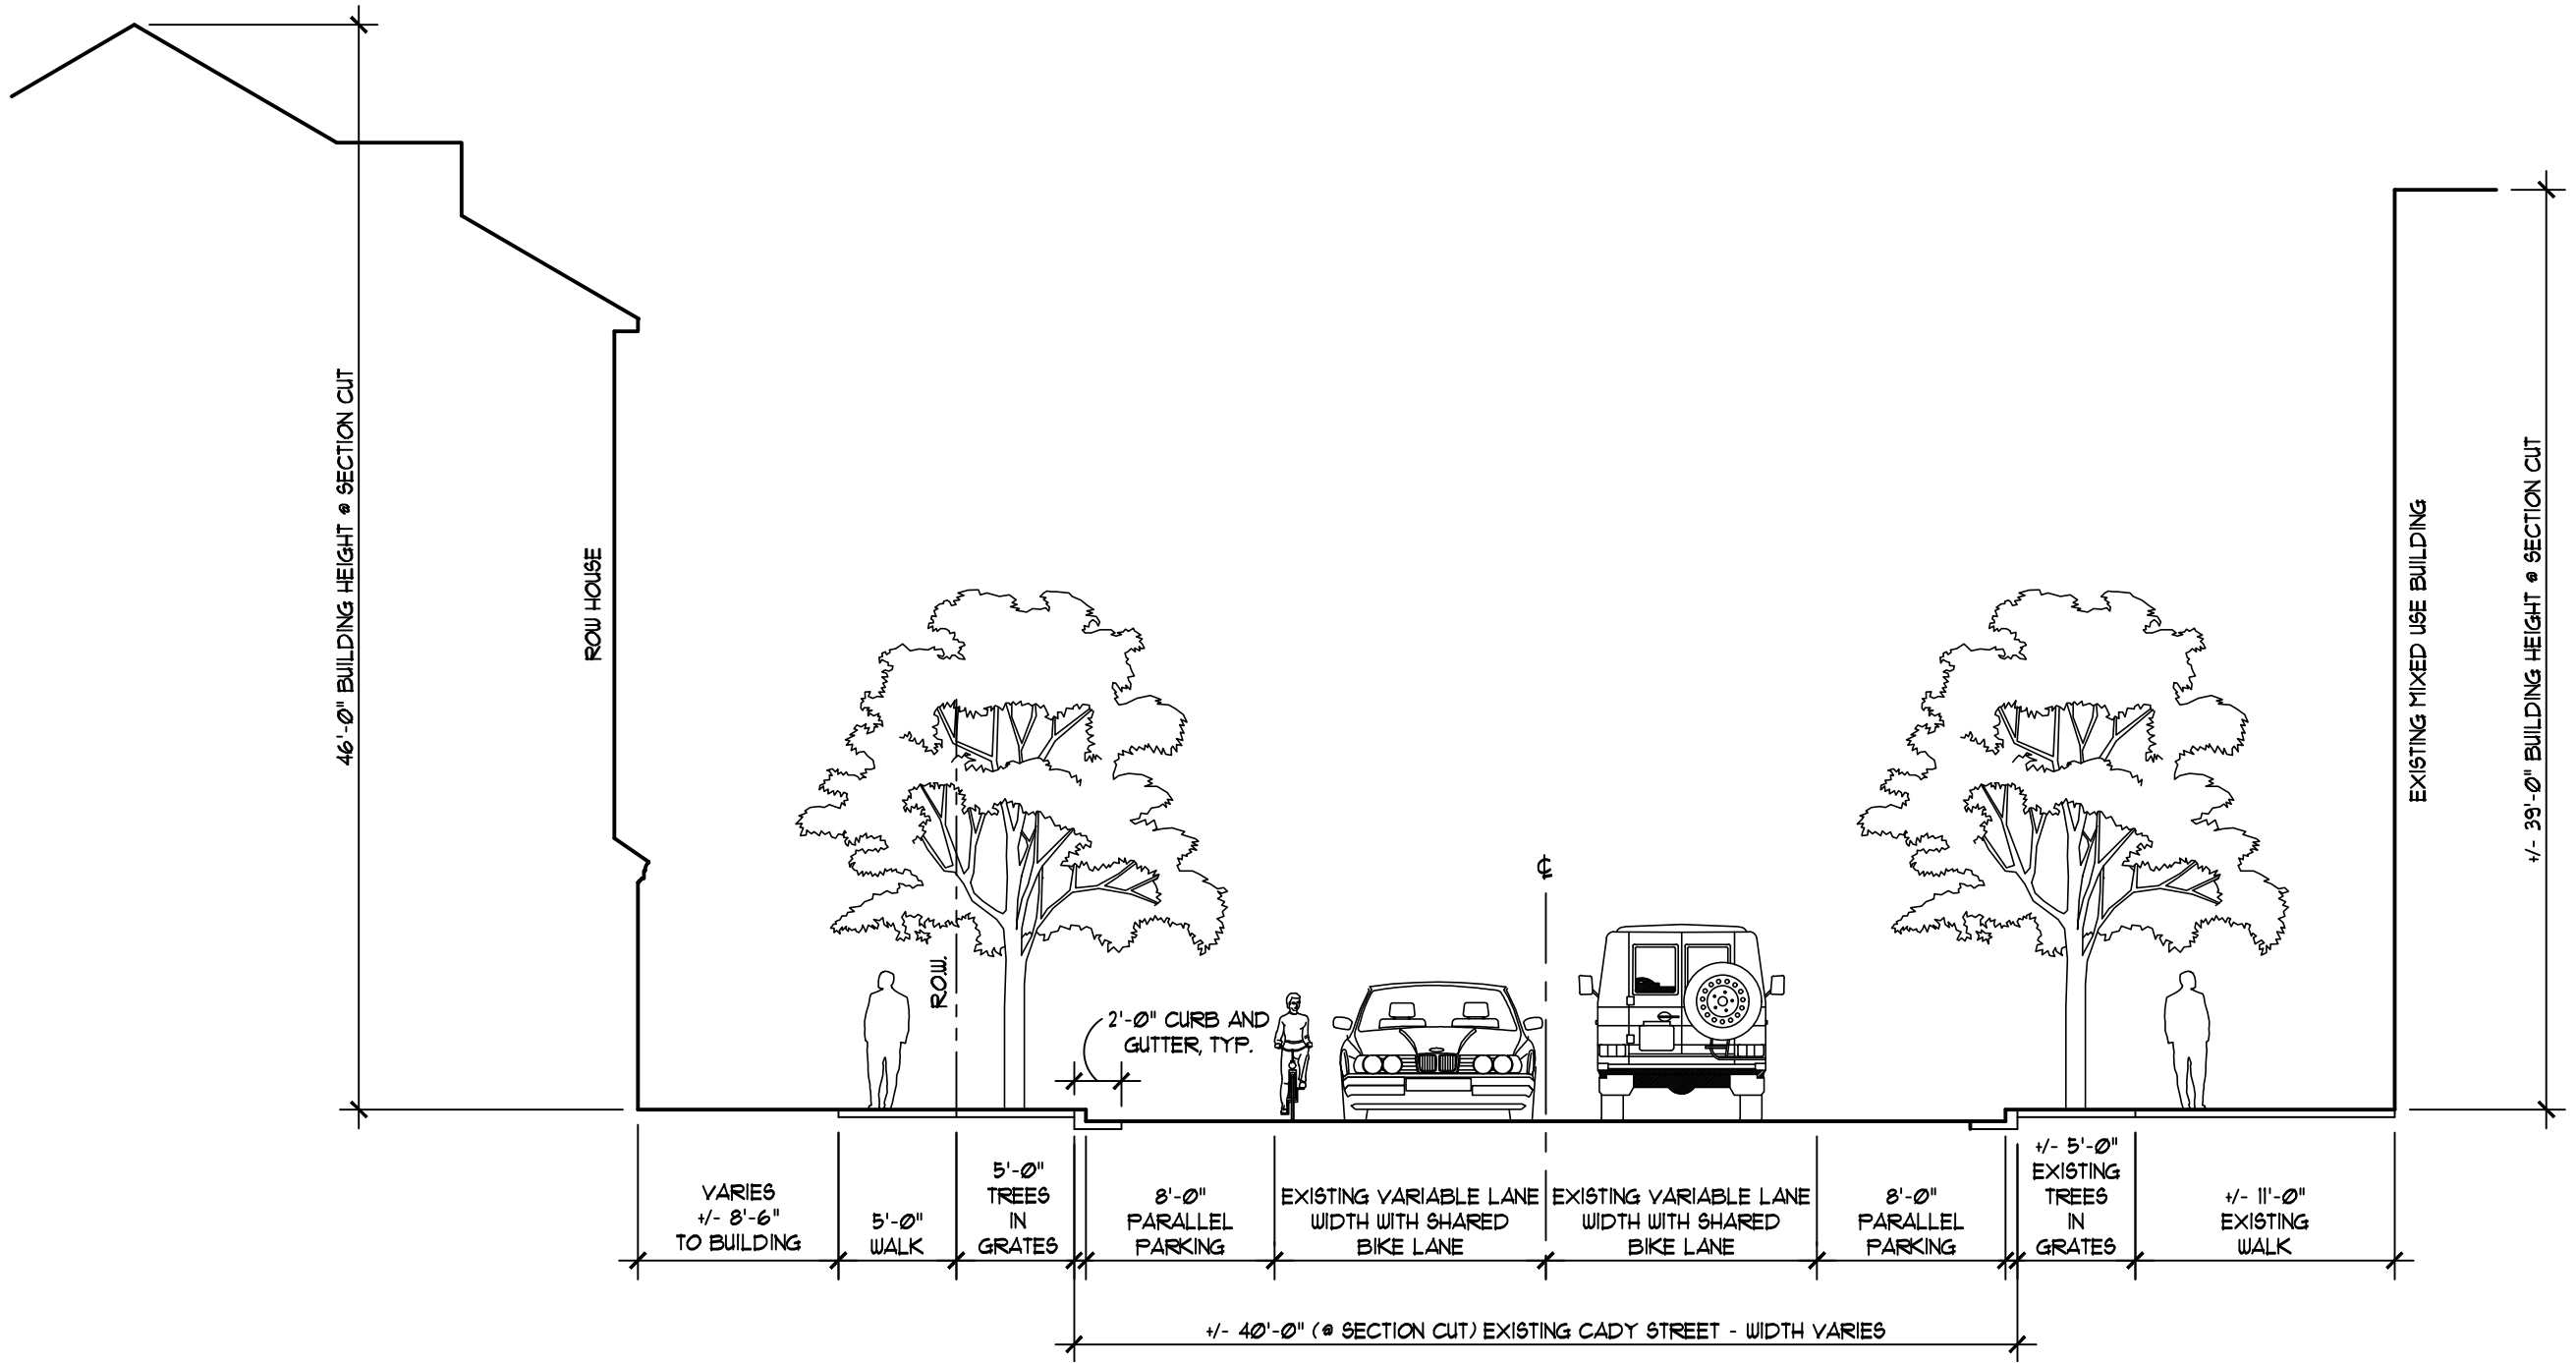 46'-0" BUILDING HEIGHT @ SECTION CUT
ROW HOUSE
R.O.W.
2'-0" CURB AND
GUTTER, TYP.
℄
EXISTING MIXED USE BUILDING
+/- 39'-0" BUILDING HEIGHT @ SECTION CUT
VARIES
+/- 8'-6"
TO BUILDING
5'-0"
WALK
5'-0"
TREES
IN
GRATES
8'-0"
PARALLEL
PARKING
EXISTING VARIABLE LANE
WIDTH WITH SHARED
BIKE LANE
EXISTING VARIABLE LANE
WIDTH WITH SHARED
BIKE LANE
8'-0"
PARALLEL
PARKING
+/- 5'-0"
EXISTING
TREES
IN
GRATES
+/- 11'-0"
EXISTING
WALK
+/- 40'-0" (@ SECTION CUT) EXISTING CADY STREET - WIDTH VARIES